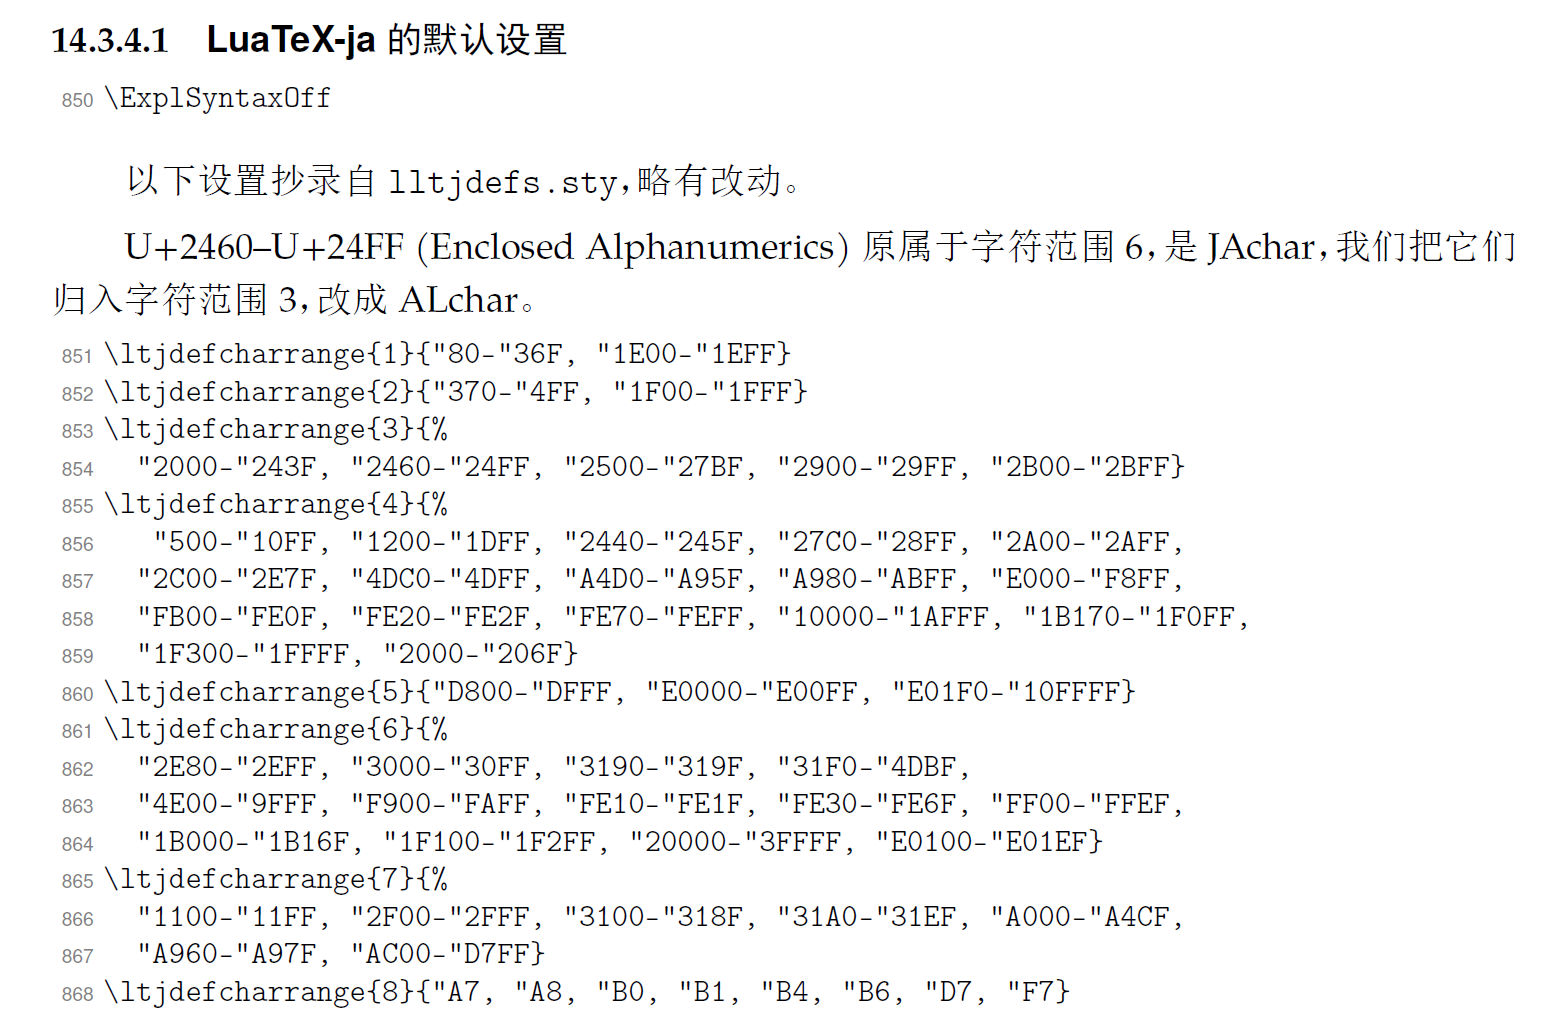 14.3.4.1 LuaTeX-ja 的默认设置
850 \ExplSyntaxOff
以下设置抄录自 lltjdefs.sty,略有改动。
U+2460–U+24FF (Enclosed Alphanumerics) 原属于字符范围 6,是 JAchar,我们把它们
归入字符范围 3,改成 ALchar。
851 \ltjdefcharrange{1}{"80-"36F, "1E00-"1EFF}
852 \ltjdefcharrange{2}{"370-"4FF, "1F00-"1FFF}
853 \ltjdefcharrange{3}{%
854 "2000-"243F, "2460-"24FF, "2500-"27BF, "2900-"29FF, "2B00-"2BFF}
855 \ltjdefcharrange{4}{%
856 "500-"10FF, "1200-"1DFF, "2440-"245F, "27C0-"28FF, "2A00-"2AFF,
857 "2C00-"2E7F, "4DC0-"4DFF, "A4D0-"A95F, "A980-"ABFF, "E000-"F8FF,
858 "FB00-"FE0F, "FE20-"FE2F, "FE70-"FEFF, "10000-"1AFFF, "1B170-"1F0FF,
859 "1F300-"1FFFF, "2000-"206F}
860 \ltjdefcharrange{5}{"D800-"DFFF, "E0000-"E00FF, "E01F0-"10FFFF}
861 \ltjdefcharrange{6}{%
862 "2E80-"2EFF, "3000-"30FF, "3190-"319F, "31F0-"4DBF,
863 "4E00-"9FFF, "F900-"FAFF, "FE10-"FE1F, "FE30-"FE6F, "FF00-"FFEF,
864 "1B000-"1B16F, "1F100-"1F2FF, "20000-"3FFFF, "E0100-"E01EF}
865 \ltjdefcharrange{7}{%
866 "1100-"11FF, "2F00-"2FFF, "3100-"318F, "31A0-"31EF, "A000-"A4CF,
867 "A960-"A97F, "AC00-"D7FF}
868 \ltjdefcharrange{8}{"A7, "A8, "B0, "B1, "B4, "B6, "D7, "F7}